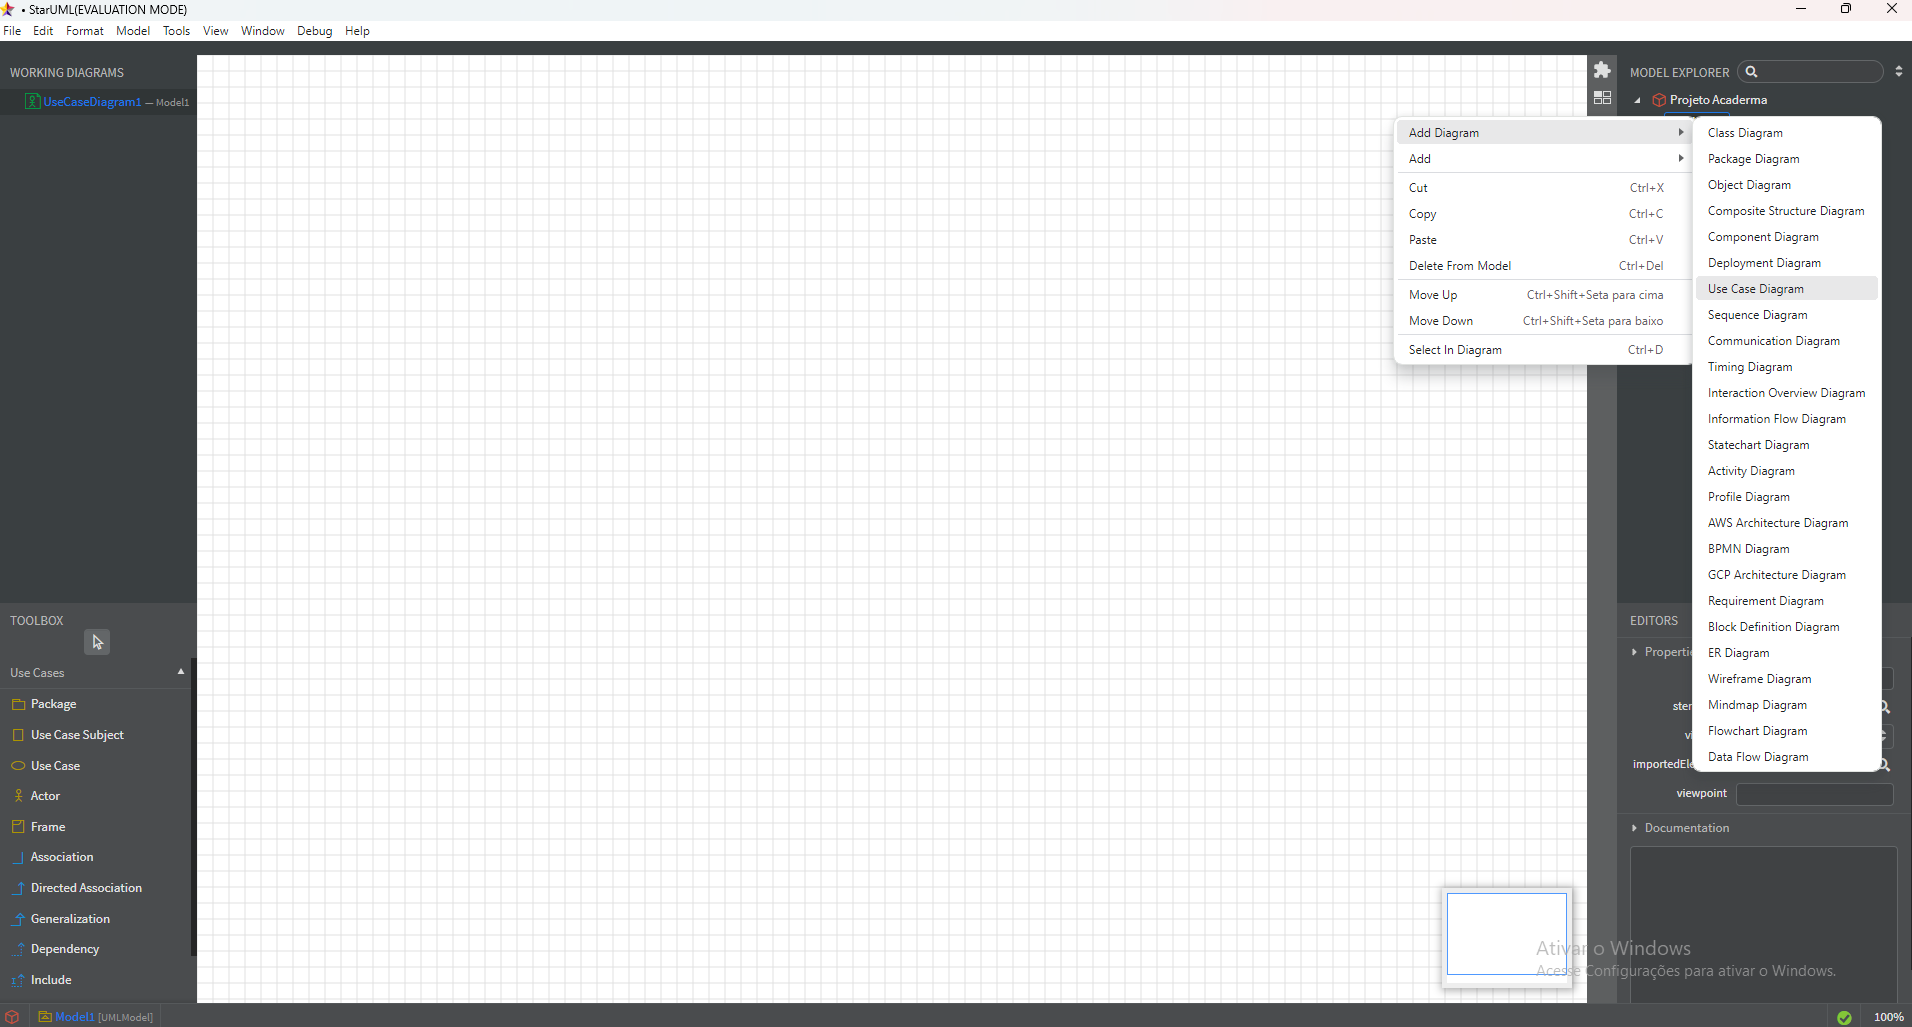 • StarUML(EVALUATION MODE)
File Edit Format Model Tools View Window Debug Help
WORKING DIAGRAMS
UseCaseDiagram1 — Model1
TOOLBOX
Use Cases
Package
Use Case Subject
Use Case
Actor
Frame
Association
Directed Association
Generalization
Dependency
Include
MODEL EXPLORER
Projeto Acaderma
Add Diagram
Add
Cut Ctrl+X
Copy Ctrl+C
Paste Ctrl+V
Delete From Model Ctrl+Del
Move Up Ctrl+Shift+Seta para cima
Move Down Ctrl+Shift+Seta para baixo
Select In Diagram Ctrl+D
Class Diagram
Package Diagram
Object Diagram
Composite Structure Diagram
Component Diagram
Deployment Diagram
Use Case Diagram
Sequence Diagram
Communication Diagram
Timing Diagram
Interaction Overview Diagram
Information Flow Diagram
Statechart Diagram
Activity Diagram
Profile Diagram
AWS Architecture Diagram
BPMN Diagram
GCP Architecture Diagram
Requirement Diagram
Block Definition Diagram
ER Diagram
Wireframe Diagram
Mindmap Diagram
Flowchart Diagram
Data Flow Diagram
EDITORS
viewpoint
Documentation
Ativar o Windows
Acesse Configurações para ativar o Windows.
Model1 [UMLModel]
100%